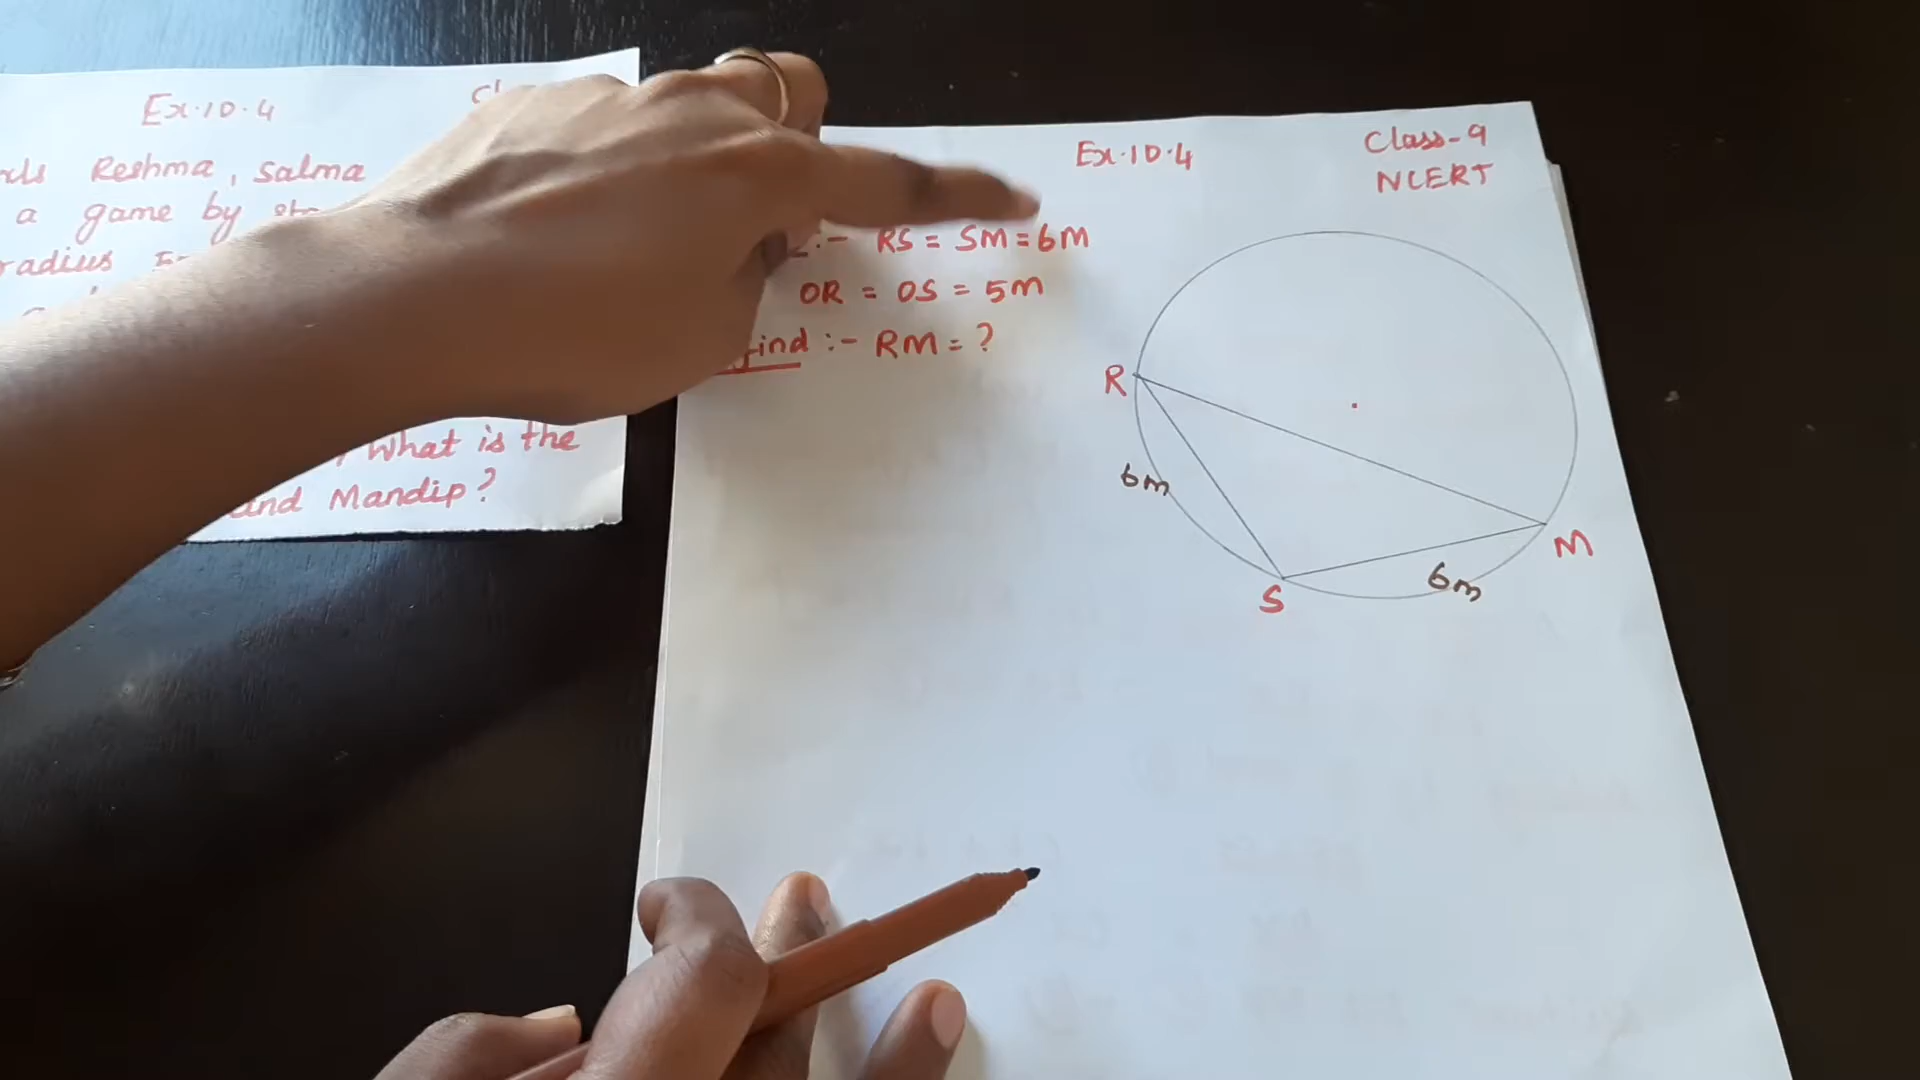 Ex.10.4
Reshma, Salma
a game by
radius
What is the
and Mandip?
Ex.10.4
Class-9
NCERT
:- RS = SM = 6m
OR = OS = 5m
find :- RM = ?
R
6m
S
6m
M